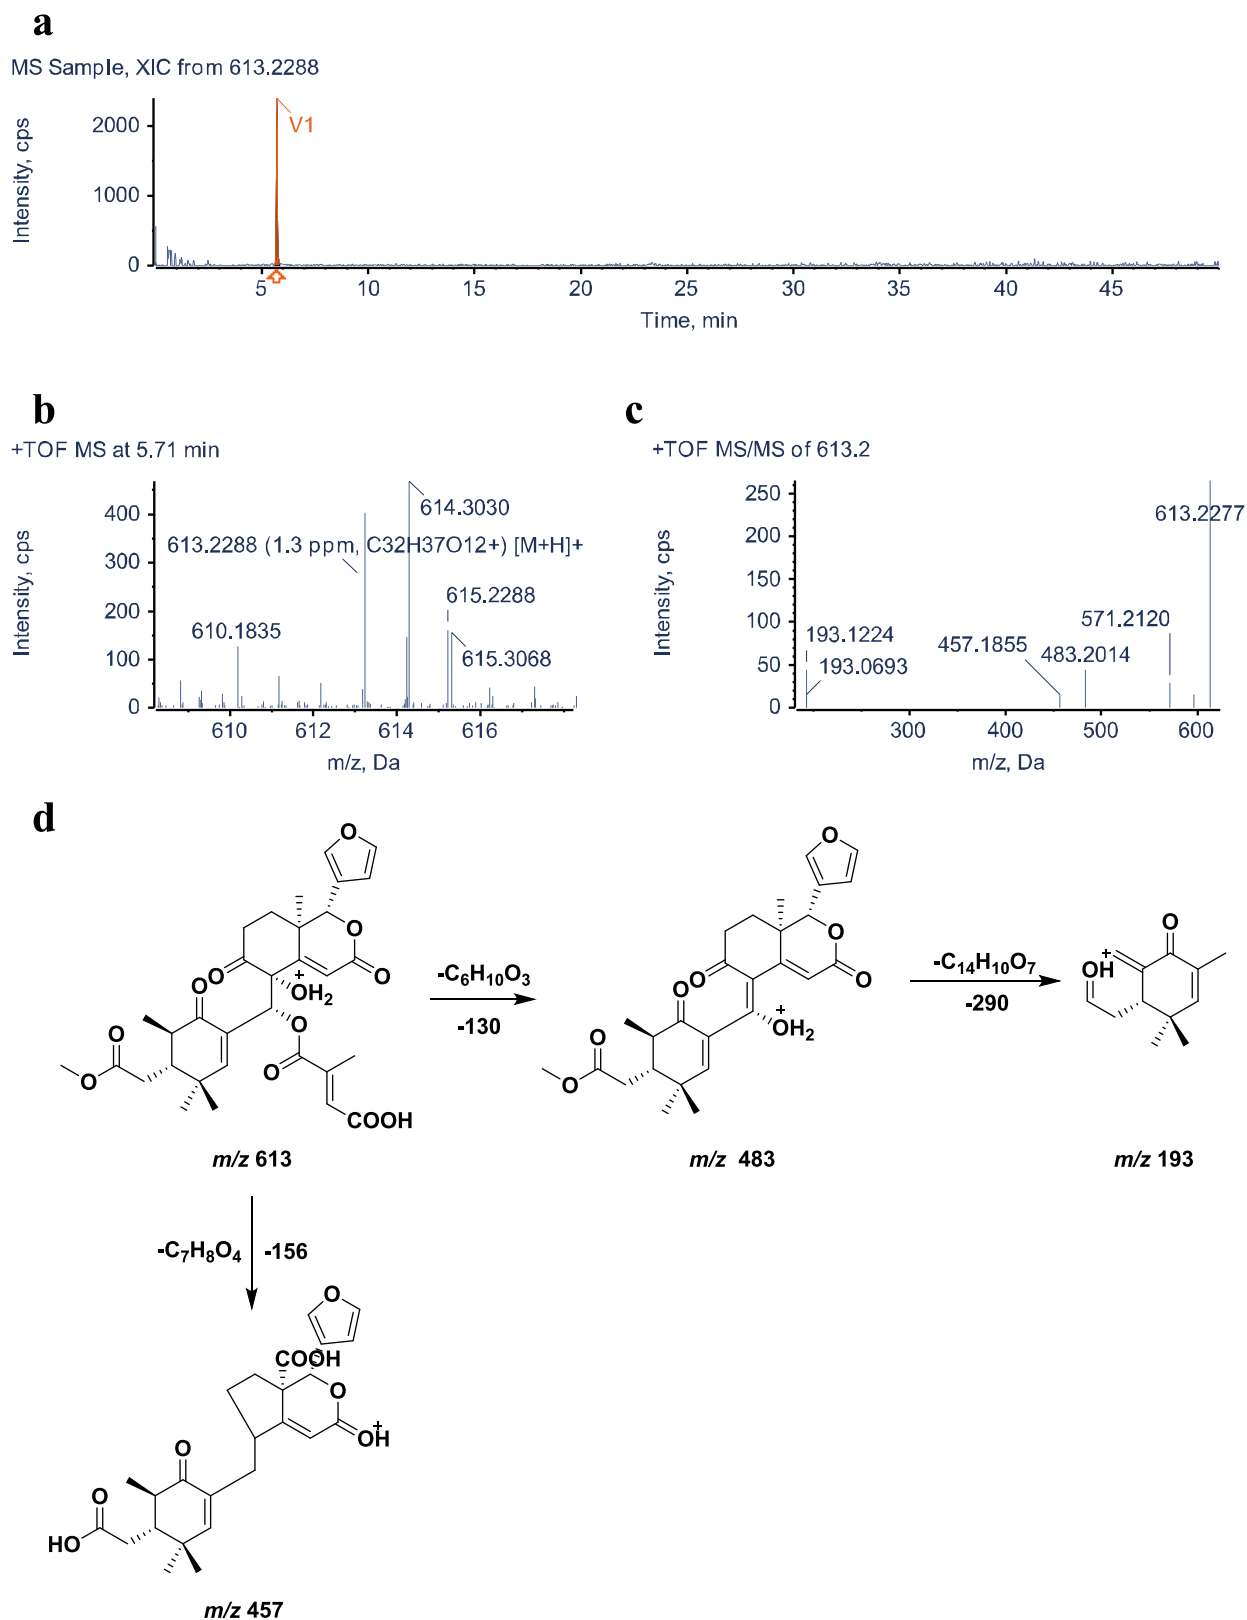 a
MS Sample, XIC from 613.2288
Intensity, cps
2000
1000
0
V1
5 10 15 20 25 30 35 40 45
Time, min
b
+TOF MS at 5.71 min
Intensity, cps
400
300
200
100
0
614.3030
613.2288 (1.3 ppm, C32H37O12+) [M+H]+
615.2288
610.1835
615.3068
610 612 614 616
m/z, Da
c
+TOF MS/MS of 613.2
Intensity, cps
250
200
150
100
50
0
613.2277
571.2120
193.1224
457.1855
483.2014
193.0693
300 400 500 600
m/z, Da
d
O
O
O
O
OH₂
+
O
O
O
O
O
COOH
m/z 613
-C₆H₁₀O₃
-130
O
O
O
O
O
+
OH₂
O
O
m/z 483
-C₁₄H₁₀O₇
-290
O
+
OH
m/z 193
-C₇H₈O₄
-156
O
COOH
O
+
OH
O
O
HO
m/z 457